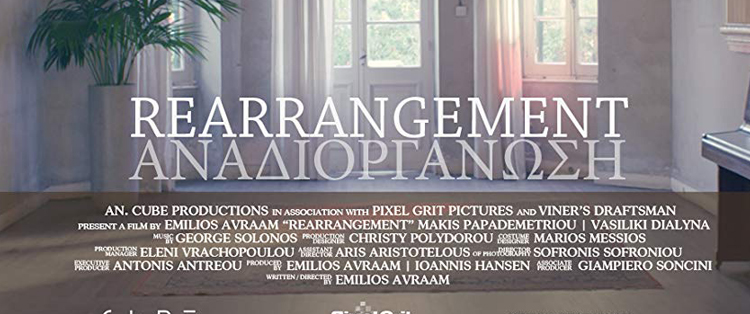 REARRANGEMENT
ΑΝΑΔΙΟΡΓΑΝΩΣΗ
AN. CUBE PRODUCTIONS IN ASSOCIATION WITH PIXEL GRIT PICTURES AND VINER'S DRAFTSMAN
PRESENT A FILM BY EMILIOS AVRAAM "REARRANGEMENT" MAKIS PAPADEMETRIOU | VASILIKI DIALYNA
MUSIC BY GEORGE SOLONOS PRODUCTION DESIGNER CHRISTY POLYDOROU COSTUME DESIGNER MARIOS MESSIOS
PRODUCTION MANAGER ELENI VRACHOPOULOU ASSISTANT DIRECTOR ARIS ARISTOTELOUS DIRECTOR OF PHOTOGRAPHY SOFRONIS SOFRONIOU
EXECUTIVE PRODUCER ANTONIS ANTREOU PRODUCED BY EMILIOS AVRAAM | IOANNIS HANSEN ASSOCIATE PRODUCER GIAMPIERO SONCINI
WRITTEN / DIRECTED BY EMILIOS AVRAAM